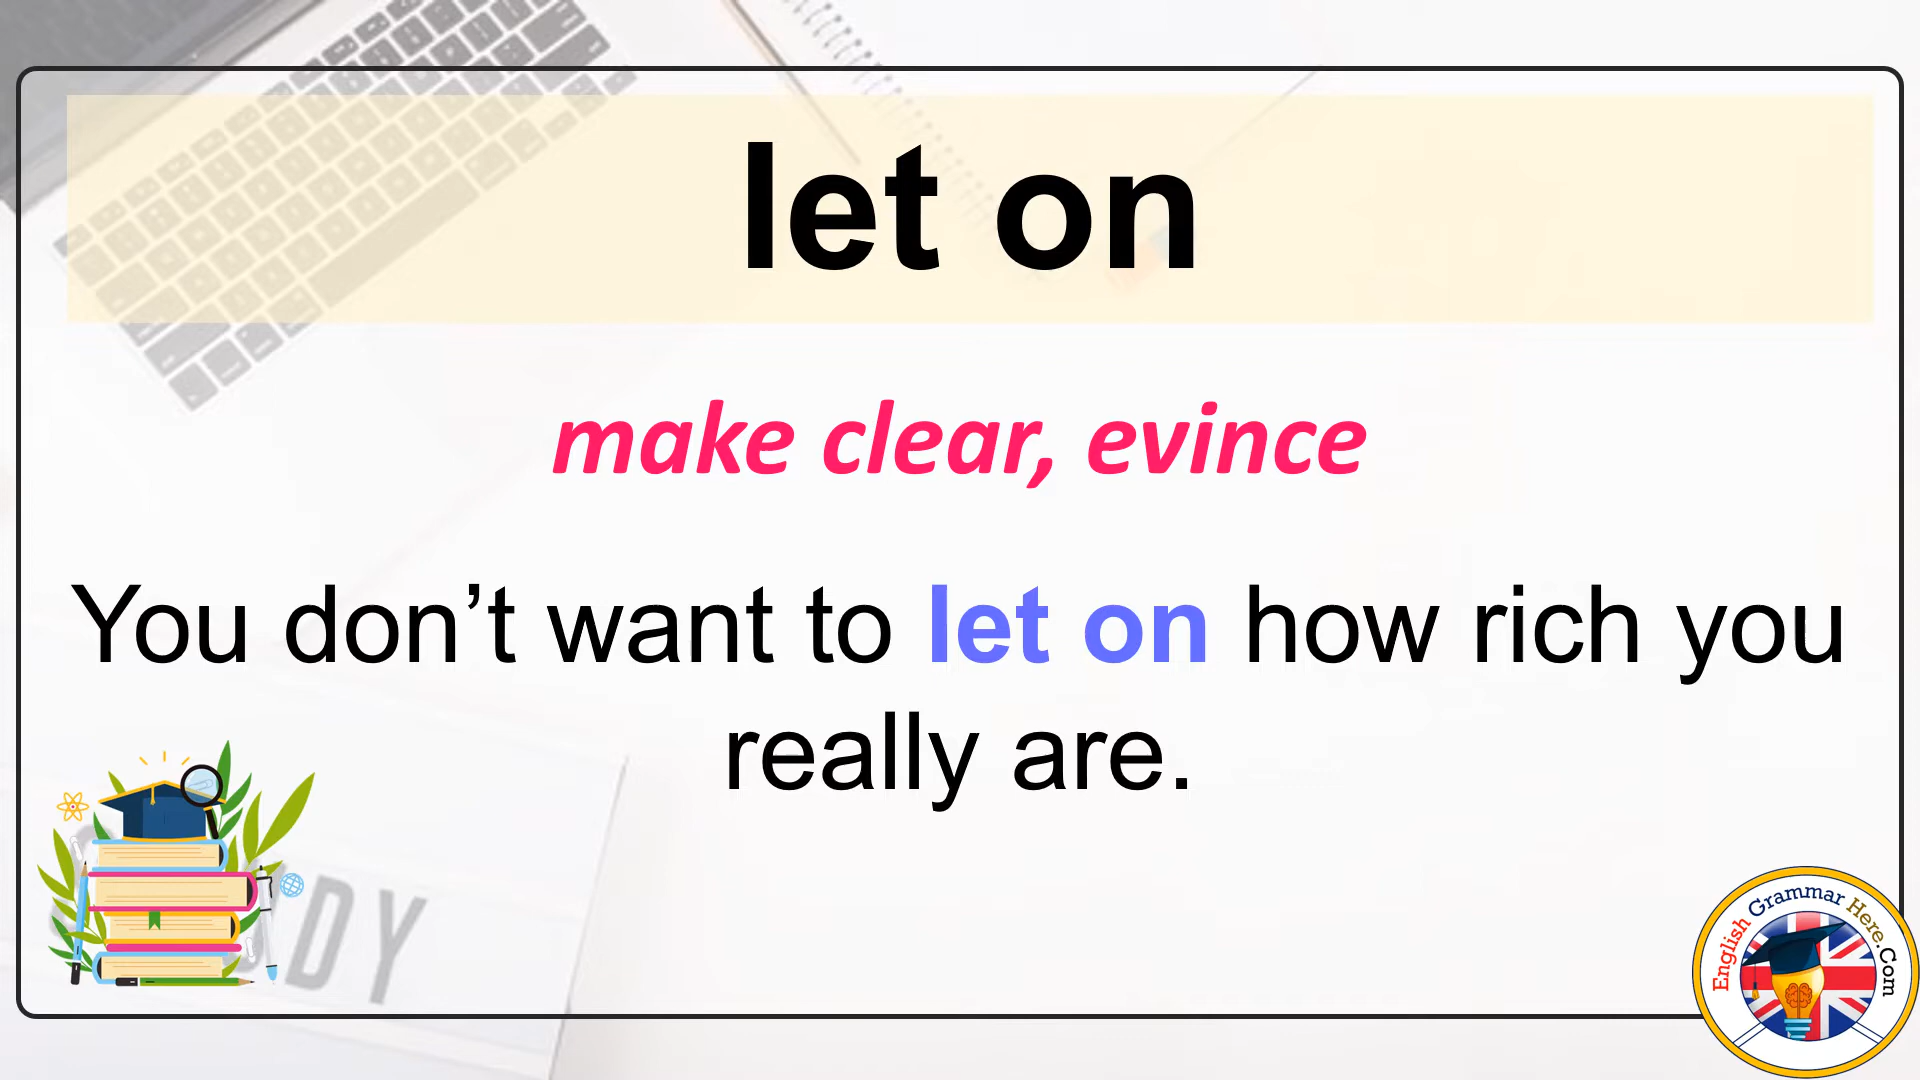 let on
make clear, evince
You don’t want to let on how rich you
really are.
DY
English Grammar Here.Com